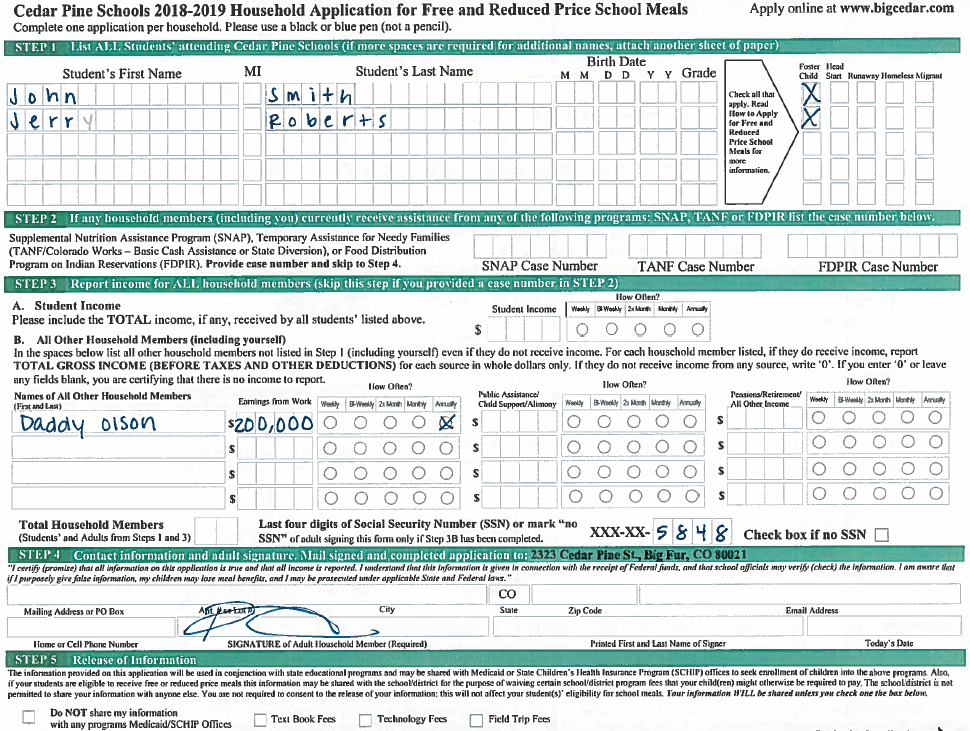 Cedar Pine Schools 2018-2019 Household Application for Free and Reduced Price School Meals
Apply online at www.bigcedar.com
Complete one application per household. Please use a black or blue pen (not a pencil).
STEP 1 List ALL Students' attending Cedar Pine Schools (if more spaces are required for additional names, attach another sheet of paper)
Student's First Name MI Student's Last Name Birth Date M M D D Y Y Grade
Check all that apply. Read How to Apply for Free and Reduced Price School Meals for more information.
Foster Child Head Start Runaway Homeless Migrant
John Smith X
Jerry Roberts X
STEP 2 If any household members (including you) currently receive assistance from any of the following programs: SNAP, TANF or FDPIR list the case number below.
Supplemental Nutrition Assistance Program (SNAP), Temporary Assistance for Needy Families
(TANF/Colorado Works – Basic Cash Assistance or State Diversion), or Food Distribution
Program on Indian Reservations (FDPIR). Provide case number and skip to Step 4.
SNAP Case Number TANF Case Number FDPIR Case Number
STEP 3 Report income for ALL household members (skip this step if you provided a case number in STEP 2)
A. Student Income
Please include the TOTAL income, if any, received by all students' listed above.
Student Income How Often? Weekly Bi-Weekly 2x Month Monthly Annually
$
B. All Other Household Members (including yourself)
In the spaces below list all other household members not listed in Step 1 (including yourself) even if they do not receive income. For each household member listed, if they do receive income, report
TOTAL GROSS INCOME (BEFORE TAXES AND OTHER DEDUCTIONS) for each source in whole dollars only. If they do not receive income from any source, write '0'. If you enter '0' or leave
any fields blank, you are certifying that there is no income to report.
How Often? How Often? How Often?
Names of All Other Household Members (First and Last) Earnings from Work Weekly Bi-Weekly 2x Month Monthly Annually Public Assistance/ Child Support/Alimony Weekly Bi-Weekly 2x Month Monthly Annually Pensions/Retirement/ All Other Income Weekly Bi-Weekly 2x Month Monthly Annually
Daddy Olson $200,000 X $ $
$ $ $
$ $ $
$ $ $
Total Household Members
(Students and Adults from Steps 1 and 3)
Last four digits of Social Security Number (SSN) or mark "no
SSN" of adult signing this form only if Step 3B has been completed.
XXX-XX- 5848 Check box if no SSN
STEP 4 Contact information and adult signature. Mail signed and completed application to: 2323 Cedar Pine St., Big Fur, CO 80021
"I certify (promise) that all information on this application is true and that all income is reported. I understand that this information is given in connection with the receipt of Federal funds, and that school officials may verify (check) the information. I am aware that
if I purposely give false information, my children may lose meal benefits, and I may be prosecuted under applicable State and Federal laws."
CO
Mailing Address or PO Box Apt # City State Zip Code Email Address
Home or Cell Phone Number SIGNATURE of Adult Household Member (Required) Printed First and Last Name of Signer Today's Date
STEP 5 Release of Information
The information provided on this application will be used in conjunction with state educational programs and may be shared with Medicaid or State Children's Health Insurance Program (SCHIP) offices to seek enrollment of children into the above programs. Also,
if your students are eligible to receive free or reduced price meals this information may be shared with the school/district for the purpose of waiving certain school/district program fees that your child(ren) might otherwise be required to pay. The school/district is not
permitted to share your information with anyone else. You are not required to consent to the release of your information; this will not affect your student(s)' eligibility for school meals. Your information WILL be shared unless you check one the box below.
Do NOT share my information
with any programs Medicaid/SCHIP Offices
Text Book Fees Technology Fees Field Trip Fees